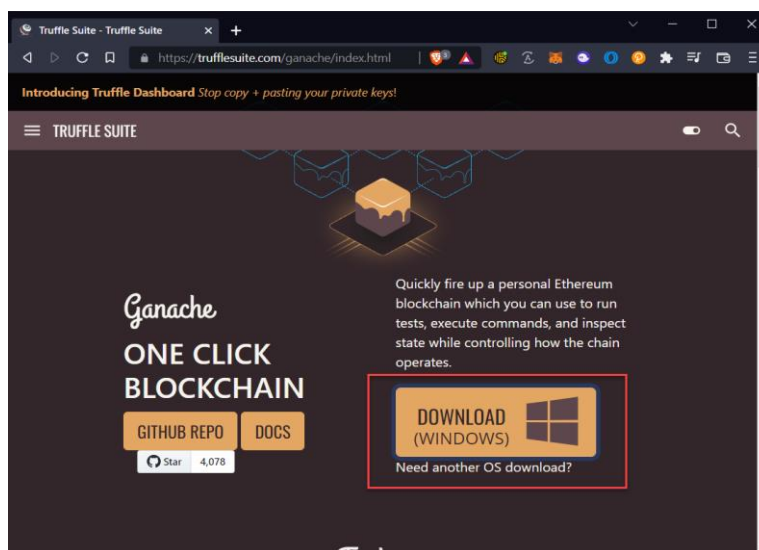 Truffle Suite - Truffle Suite
https://trufflesuite.com/ganache/index.html
Introducing Truffle Dashboard Stop copy + pasting your private keys!
TRUFFLE SUITE
Ganache
ONE CLICK
BLOCKCHAIN
GITHUB REPO DOCS
Star 4,078
Quickly fire up a personal Ethereum
blockchain which you can use to run
tests, execute commands, and inspect
state while controlling how the chain
operates.
DOWNLOAD
(WINDOWS)
Need another OS download?